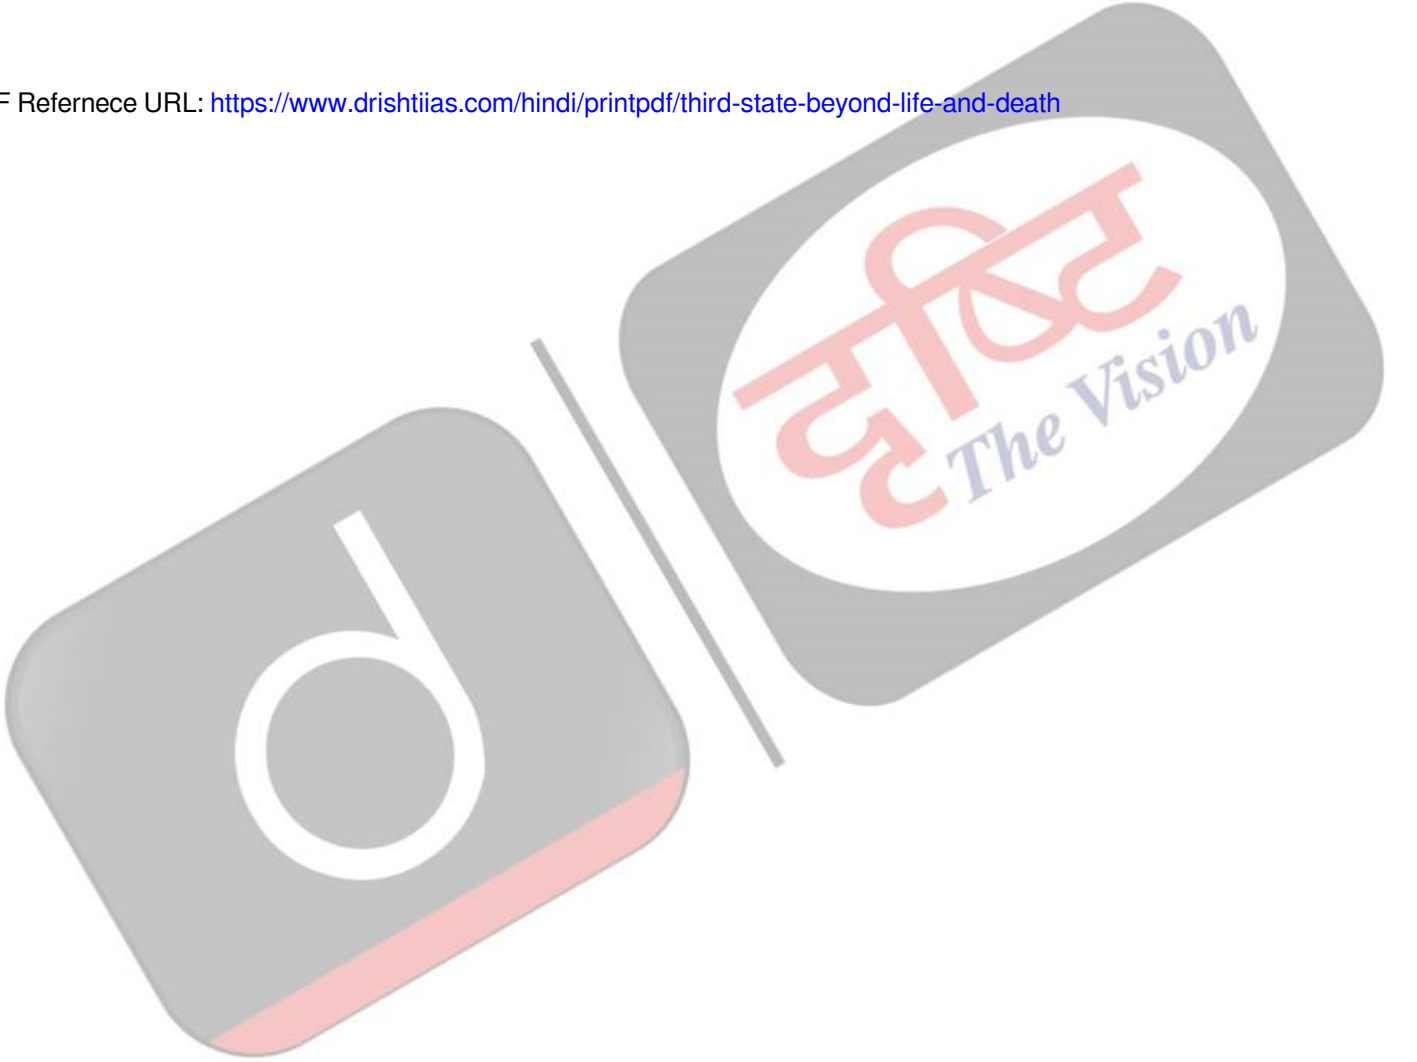 F Refernece URL: https://www.drishtiias.com/hindi/printpdf/third-state-beyond-life-and-death
दृष्टि
The Vision
d